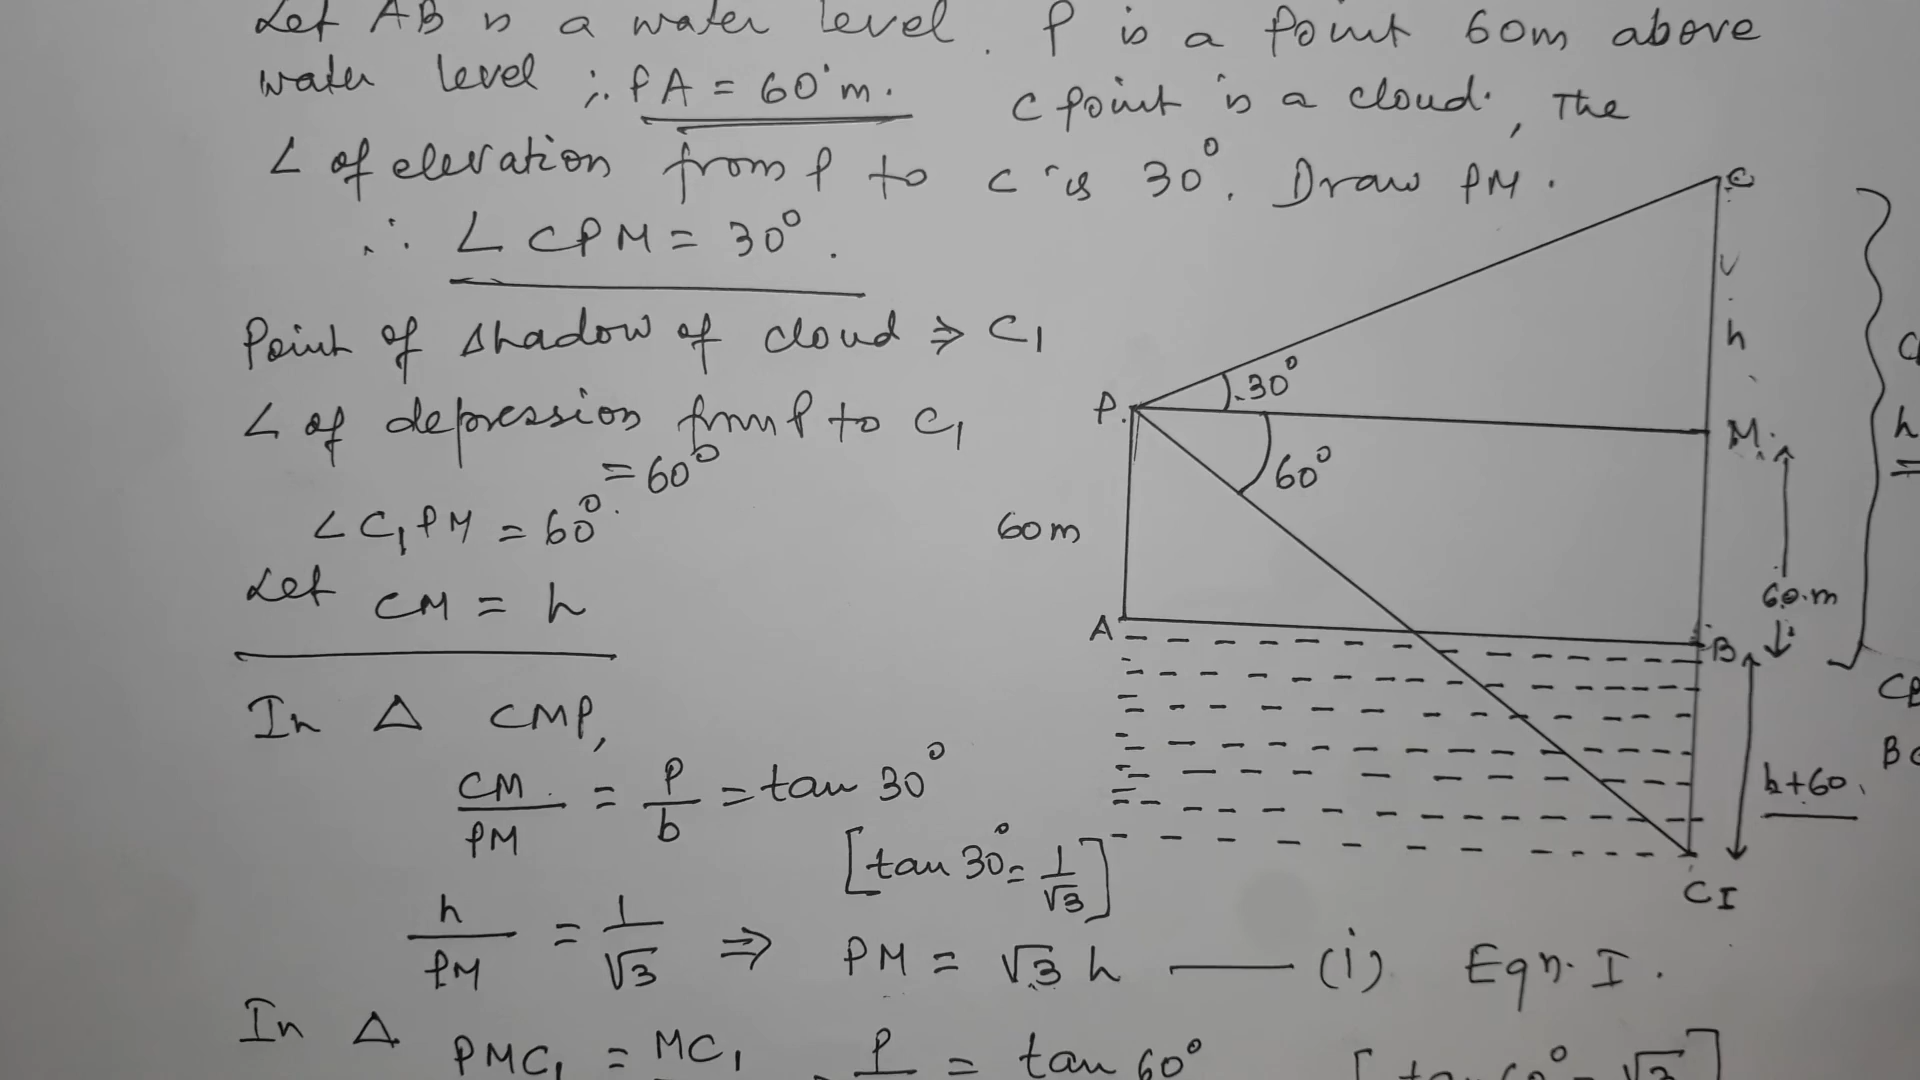 Let AB is a water level. P is a point 60m above
water level ∴ PA = 60 m. C point is a cloud, The
∠ of elevation from P to C is 30°. Draw PM.
∴ ∠CPM = 30°.
Point of shadow of cloud ⇒ C1
∠ of depression from P to C1
= 60°
∠C1PM = 60°.
Let CM = h
In △ CMP,
CM/PM = P/b = tan 30°
[tan 30° = 1/√3]
h/PM = 1/√3 ⇒ PM = √3 h —— (i) Eqn. I.
In △ PMC1 = MC1 = P = tan 60°
C
h
30°
P.
M.
60°
60m
60.m
A
B
h+60
C I
h